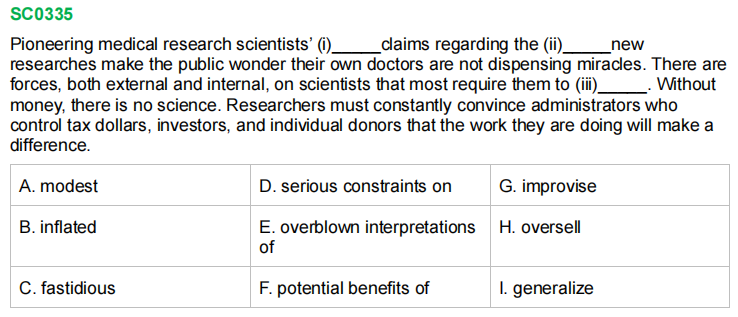 SC0335
Pioneering medical research scientists’ (i)_____claims regarding the (ii)_____new
researches make the public wonder their own doctors are not dispensing miracles. There are
forces, both external and internal, on scientists that most require them to (iii)_____. Without
money, there is no science. Researchers must constantly convince administrators who
control tax dollars, investors, and individual donors that the work they are doing will make a
difference.
A. modest
D. serious constraints on
G. improvise
B. inflated
E. overblown interpretations
of
H. oversell
C. fastidious
F. potential benefits of
I. generalize